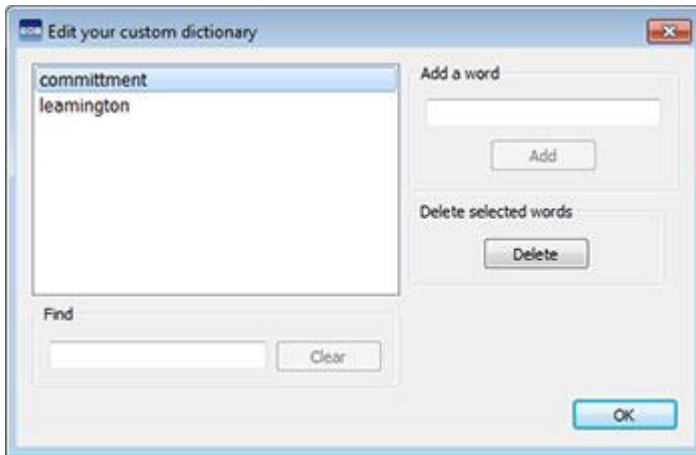 Edit your custom dictionary
committment
leamington
Add a word
Add
Delete selected words
Delete
Find
Clear
OK